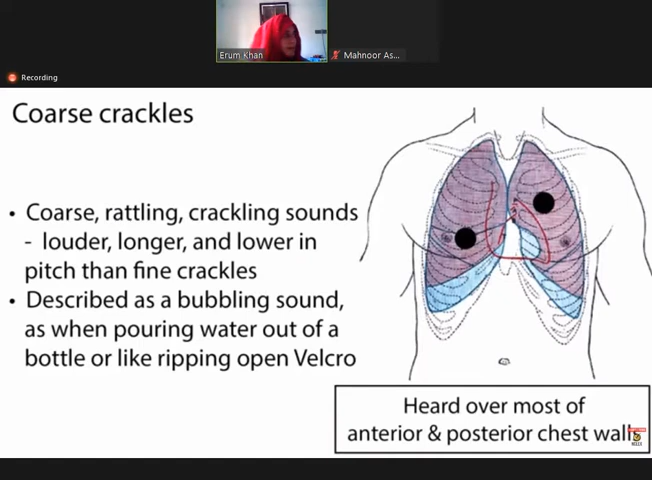 Erum Khan
Mahnoor As...
Recording
Coarse crackles
• Coarse, rattling, crackling sounds
- louder, longer, and lower in
pitch than fine crackles
• Described as a bubbling sound,
as when pouring water out of a
bottle or like ripping open Velcro
Heard over most of
anterior & posterior chest walls